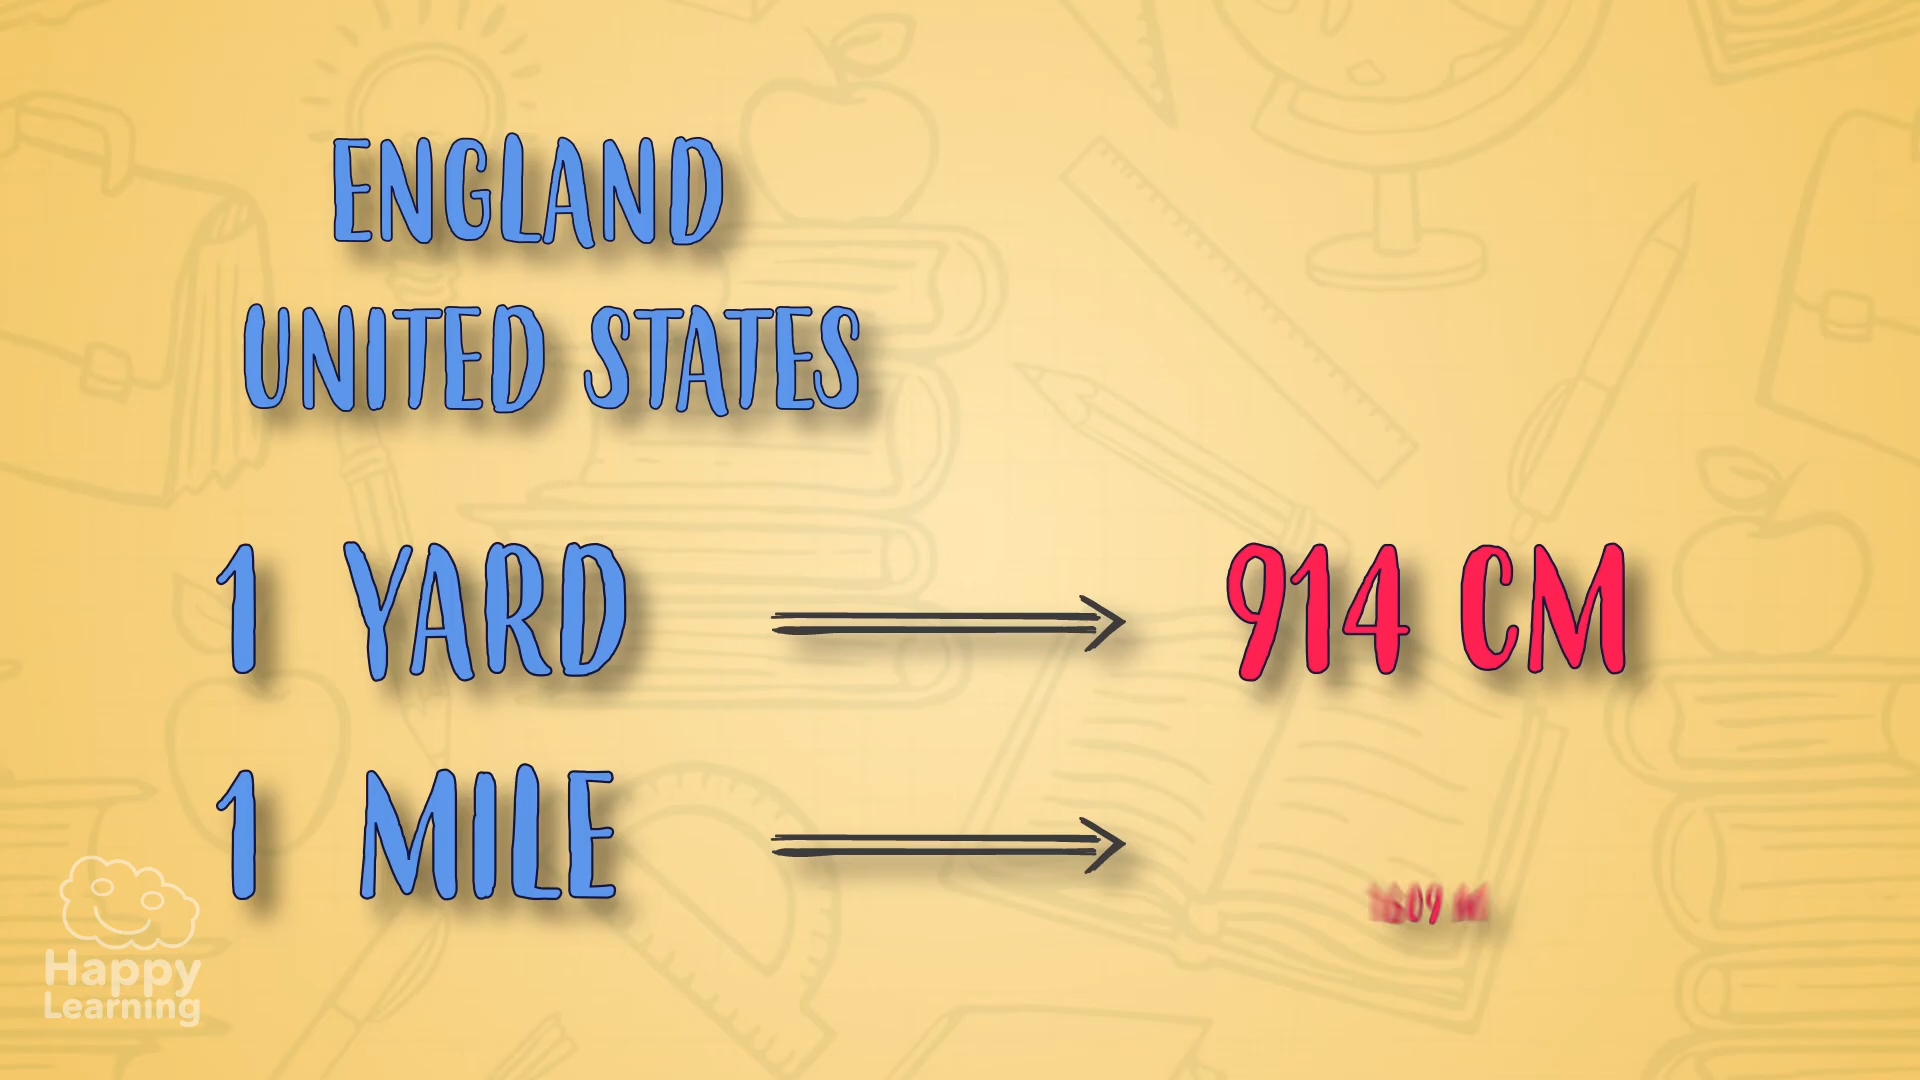 ENGLAND
UNITED STATES
1 YARD
914 CM
1 MILE
Happy
Learning